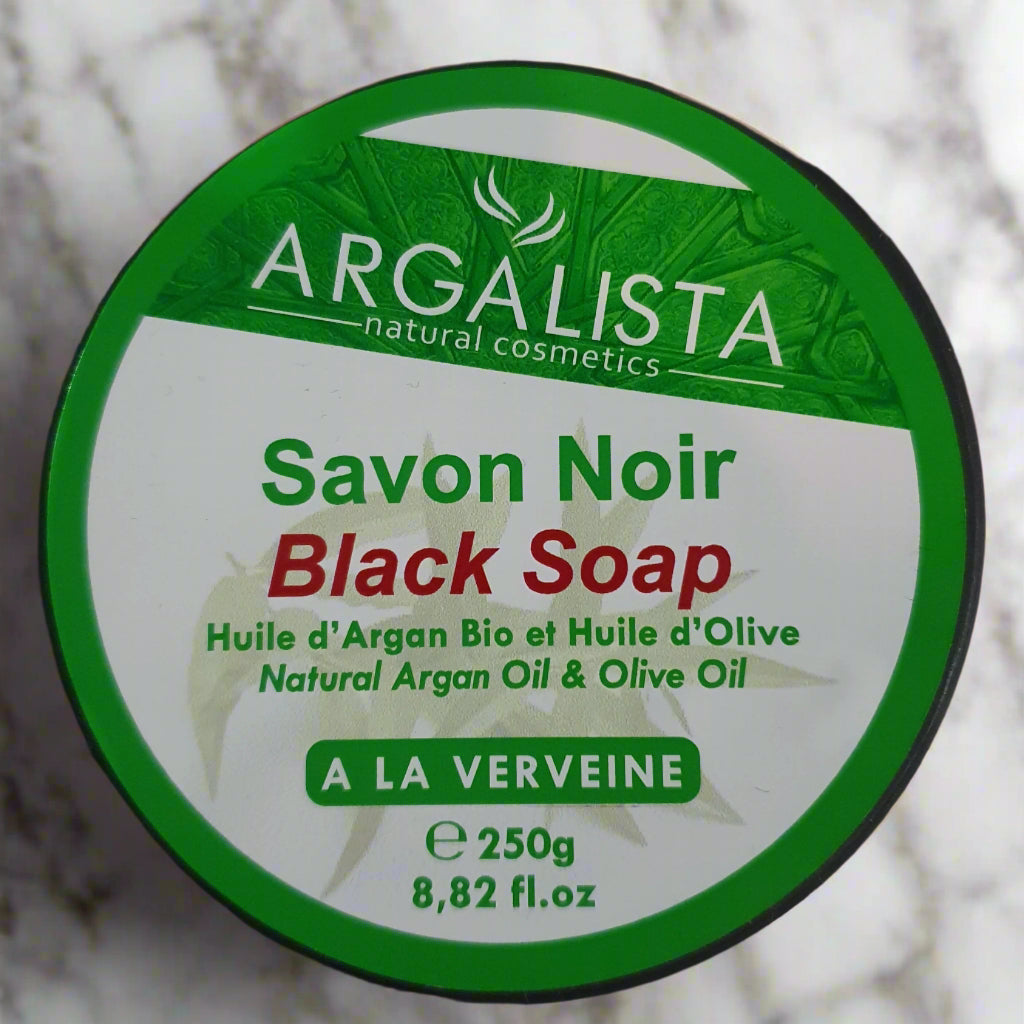 ARGALISTA
natural cosmetics
Savon Noir
Black Soap
Huile d'Argan Bio et Huile d'Olive
Natural Argan Oil & Olive Oil
A LA VERVEINE
℮ 250g
8,82 fl.oz